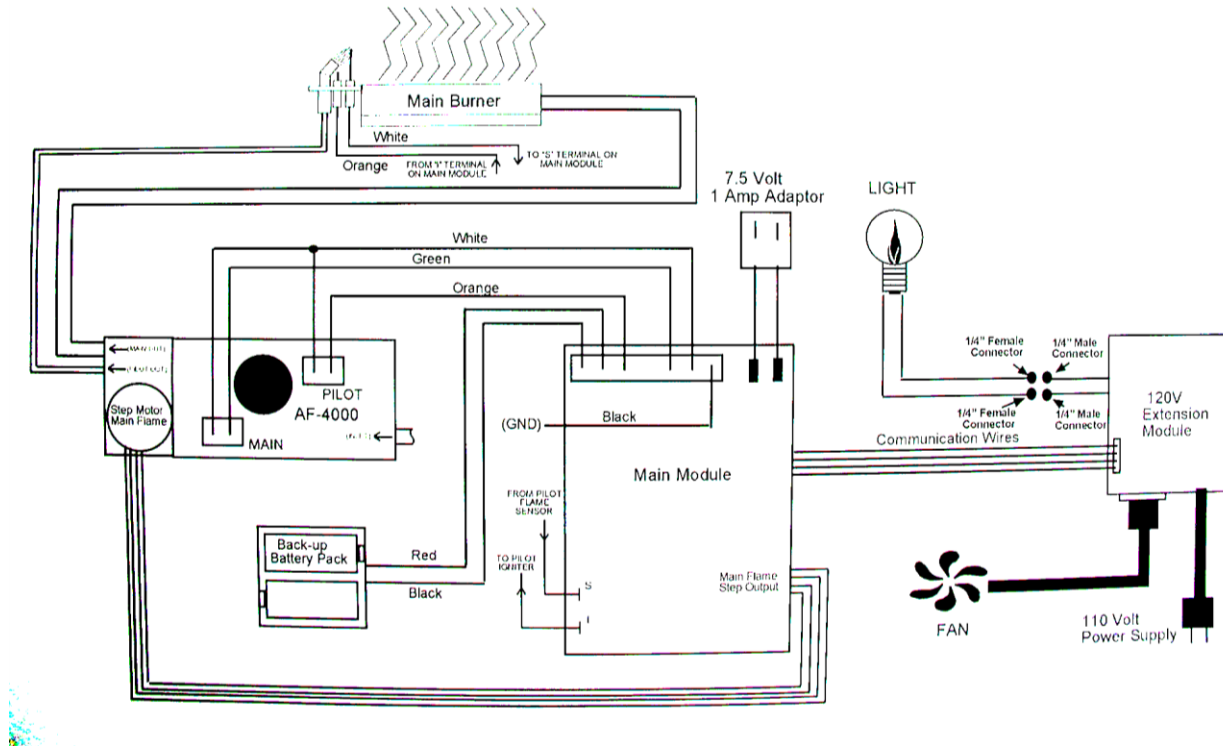 Main Burner
White
Orange
TO "S" TERMINAL ON
MAIN MODULE
FROM "I" TERMINAL
ON MAIN MODULE
7.5 Volt
1 Amp Adaptor
LIGHT
White
Green
Orange
1/4" Female
Connector
1/4" Male
Connector
1/4" Female
Connector
1/4" Male
Connector
120V
Extension
Module
Step Motor
Main Flame
PILOT
AF-4000
MAIN
(GND)
Black
Communication Wires
Main Module
FROM PILOT
FLAME
SENSOR
TO PILOT
IGNITER
S
I
Back-up
Battery Pack
Red
Black
Main Flame
Step Output
FAN
110 Volt
Power Supply